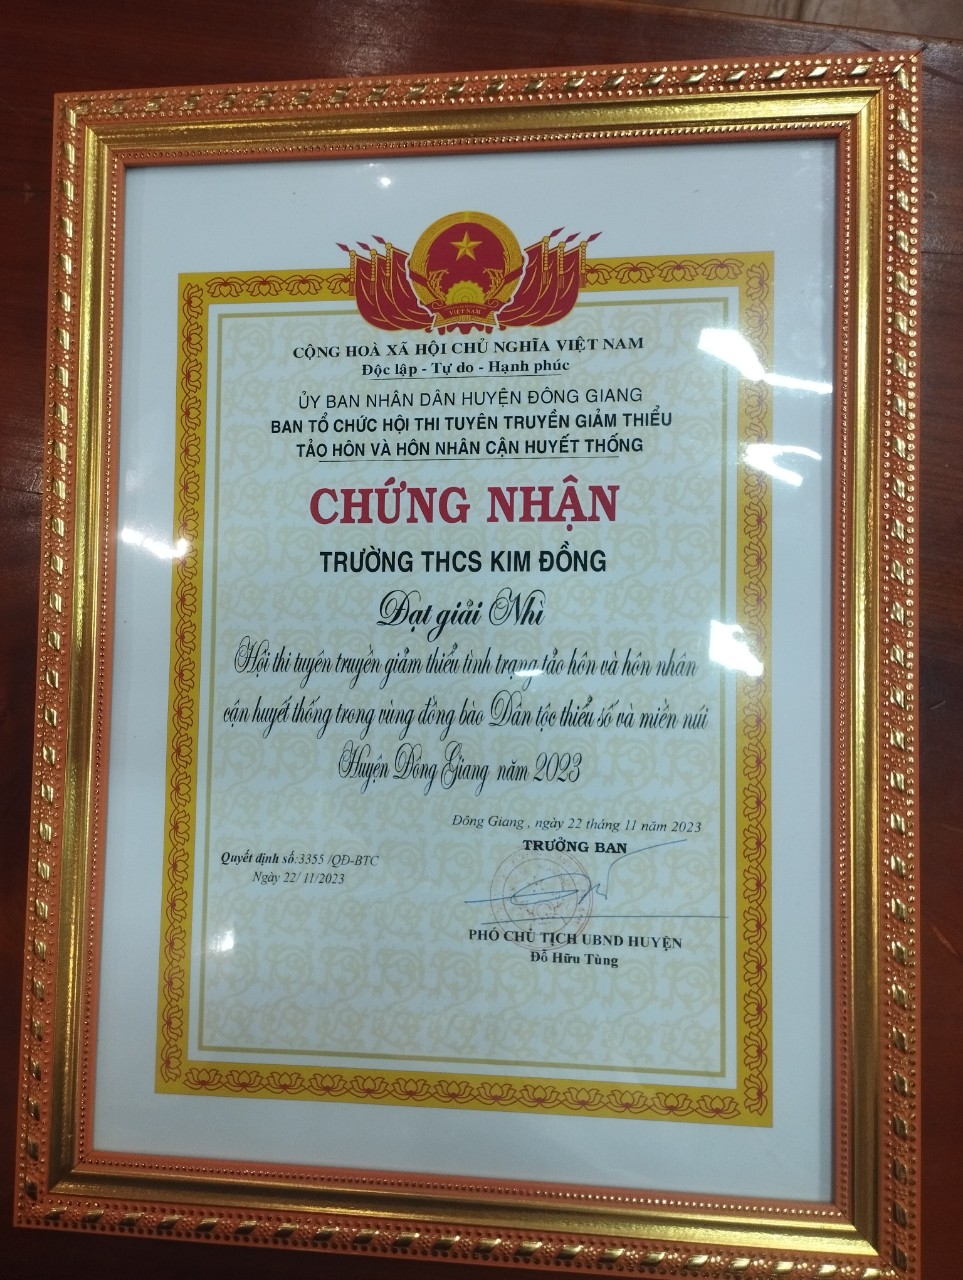 VIỆT NAM
CỘNG HOÀ XÃ HỘI CHỦ NGHĨA VIỆT NAM
Độc lập - Tự do - Hạnh phúc
ỦY BAN NHÂN DÂN HUYỆN ĐÔNG GIANG
BAN TỔ CHỨC HỘI THI TUYÊN TRUYỀN GIẢM THIỂU
TẢO HÔN VÀ HÔN NHÂN CẬN HUYẾT THỐNG
CHỨNG NHẬN
TRƯỜNG THCS KIM ĐỒNG
Đạt giải Nhì
Hội thi tuyên truyền giảm thiểu tình trạng tảo hôn và hôn nhân
cận huyết thống trong vùng đồng bào Dân tộc thiểu số và miền núi
Huyện Đông Giang năm 2023
Đông Giang , ngày 22 tháng 11 năm 2023
TRƯỞNG BAN
Quyết định số:3355 /QĐ-BTC
Ngày 22/ 11/2023
PHÓ CHỦ TỊCH UBND HUYỆN
Đỗ Hữu Tùng